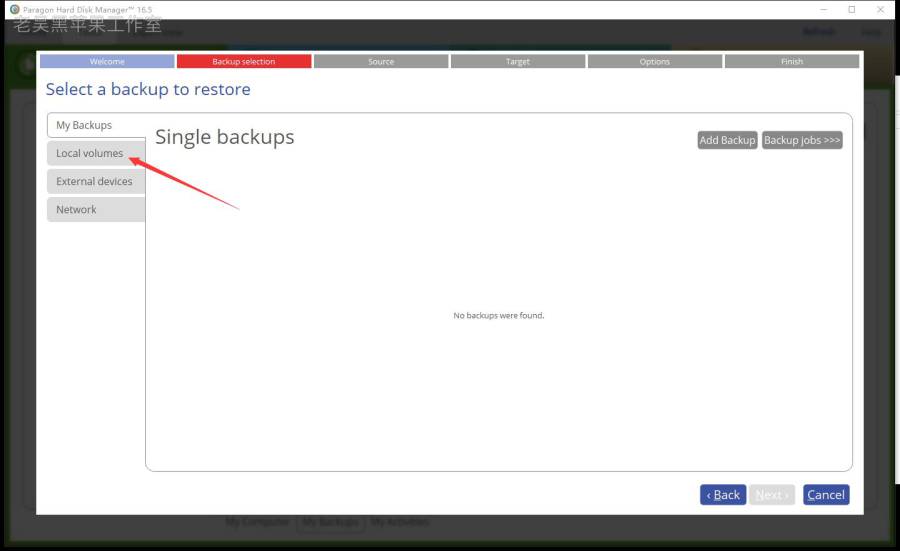 Paragon Hard Disk Manager™ 16.5
老吴黑苹果工作室
Welcome
Backup selection
Source
Target
Options
Finish
Select a backup to restore
My Backups
Local volumes
External devices
Network
Single backups
Add Backup
Backup jobs >>>
No backups were found.
‹ Back
Next ›
Cancel
My Computer
My Backups
My Activities